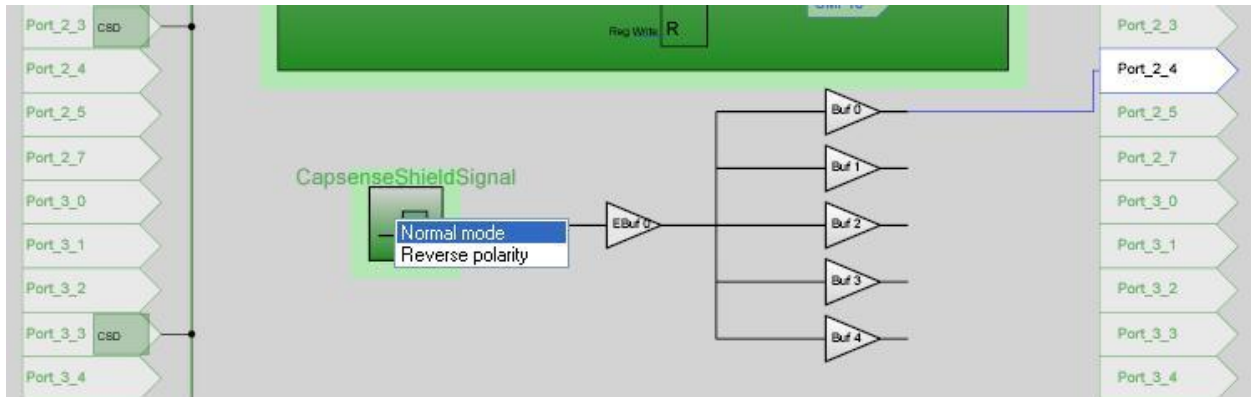 Port_2_3 CSD
Port_2_4
Port_2_5
Port_2_7
Port_3_0
Port_3_1
Port_3_2
Port_3_3 CSD
Port_3_4
Reg Write R
CapsenseShieldSignal
Normal mode
Reverse polarity
EBuf 0
Buf 0
Buf 1
Buf 2
Buf 3
Buf 4
Port_2_3
Port_2_4
Port_2_5
Port_2_7
Port_3_0
Port_3_1
Port_3_2
Port_3_3
Port_3_4